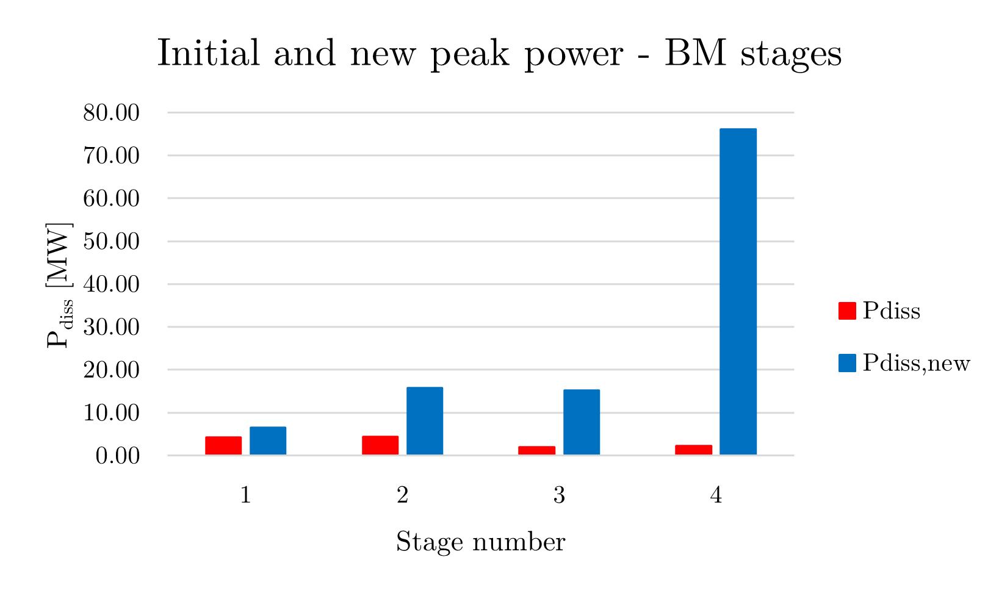 Initial and new peak power - BM stages
80.00
70.00
60.00
50.00
40.00
30.00
20.00
10.00
0.00
Pdiss [MW]
1 2 3 4
Stage number
Pdiss
Pdiss,new